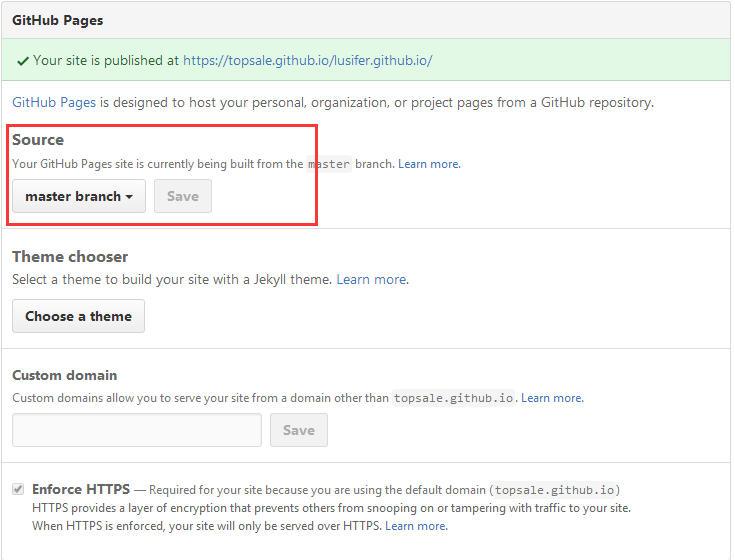 GitHub Pages
Your site is published at https://topsale.github.io/lusifer.github.io/
GitHub Pages is designed to host your personal, organization, or project pages from a GitHub repository.
Source
Your GitHub Pages site is currently being built from the master branch. Learn more.
master branch Save
Theme chooser
Select a theme to build your site with a Jekyll theme. Learn more.
Choose a theme
Custom domain
Custom domains allow you to serve your site from a domain other than topsale.github.io. Learn more.
Save
Enforce HTTPS — Required for your site because you are using the default domain (topsale.github.io)
HTTPS provides a layer of encryption that prevents others from snooping on or tampering with traffic to your site.
When HTTPS is enforced, your site will only be served over HTTPS. Learn more.